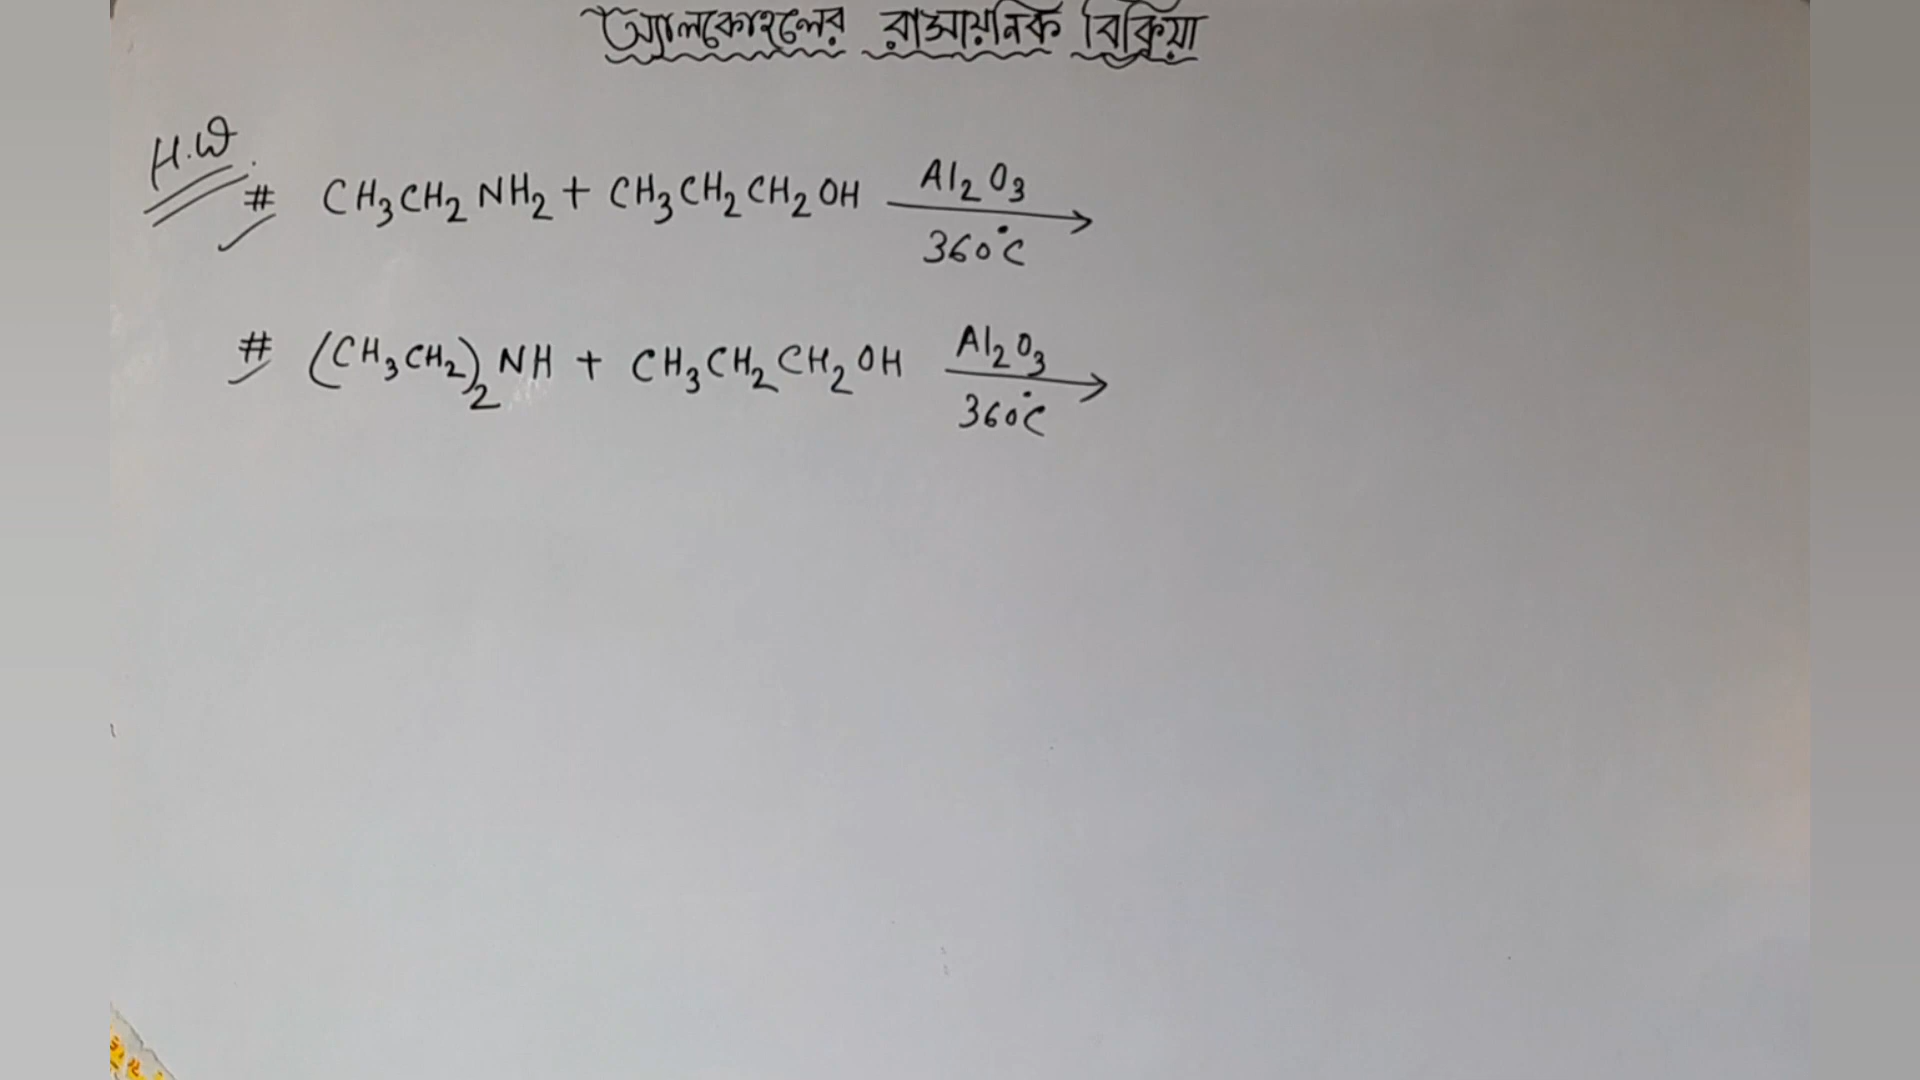 অ্যালকোহলের রাসায়নিক বিক্রিয়া
H.W.
# CH₃CH₂NH₂ + CH₃CH₂CH₂OH Al₂O₃ → 360°C
# (CH₃CH₂)₂NH + CH₃CH₂CH₂OH Al₂O₃ → 360°C